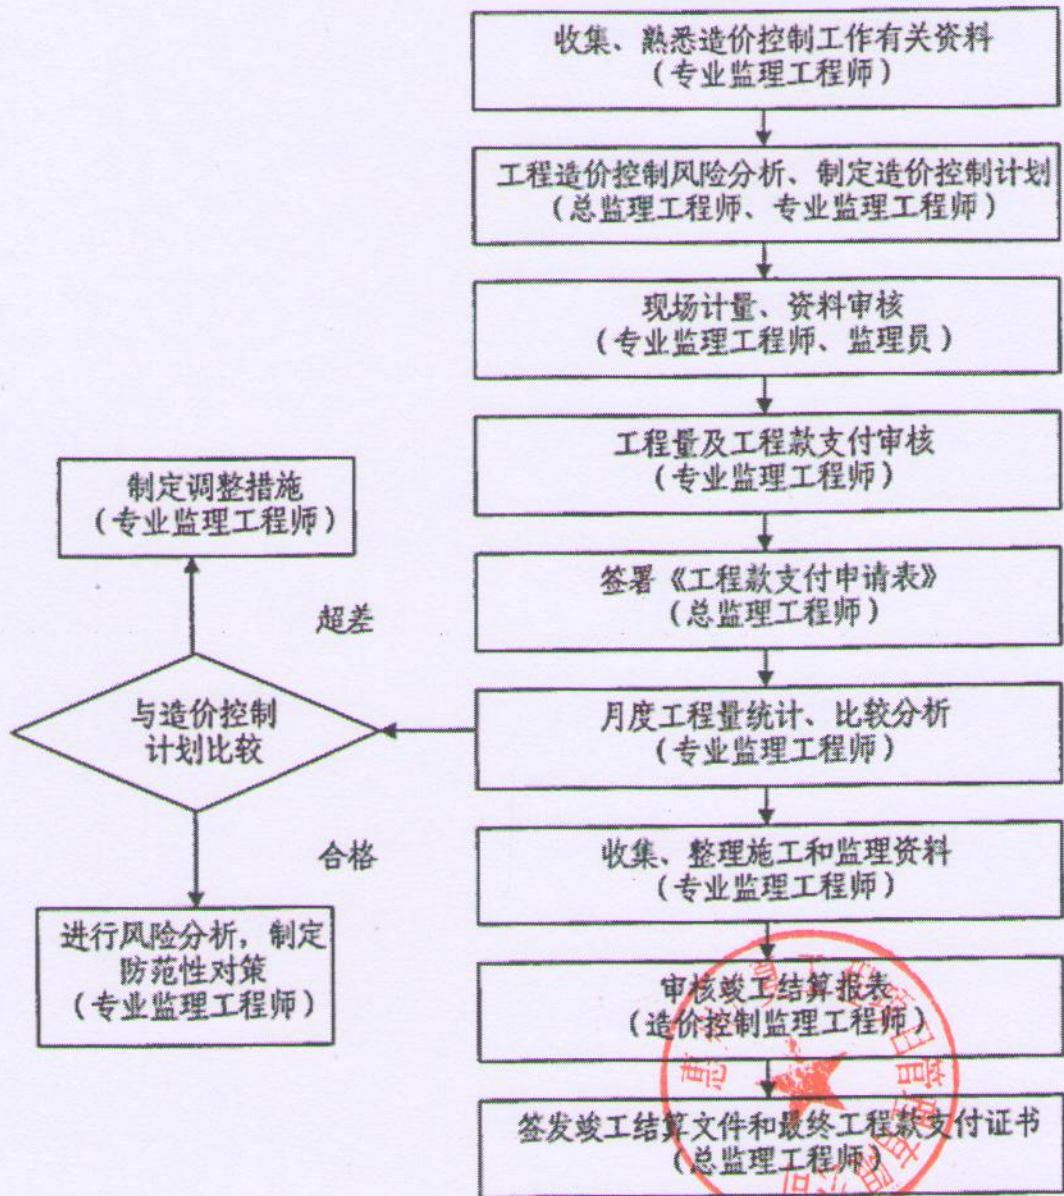 收集、熟悉造价控制工作有关资料
（专业监理工程师）
工程造价控制风险分析、制定造价控制计划
（总监理工程师、专业监理工程师）
现场计量、资料审核
（专业监理工程师、监理员）
工程量及工程款支付审核
（专业监理工程师）
制定调整措施
（专业监理工程师）
签署《工程款支付申请表》
（总监理工程师）
超差
与造价控制
计划比较
月度工程量统计、比较分析
（专业监理工程师）
合格
收集、整理施工和监理资料
（专业监理工程师）
进行风险分析，制定
防范性对策
（专业监理工程师）
审核竣工结算报表
（造价控制监理工程师）
签发竣工结算文件和最终工程款支付证书
（总监理工程师）